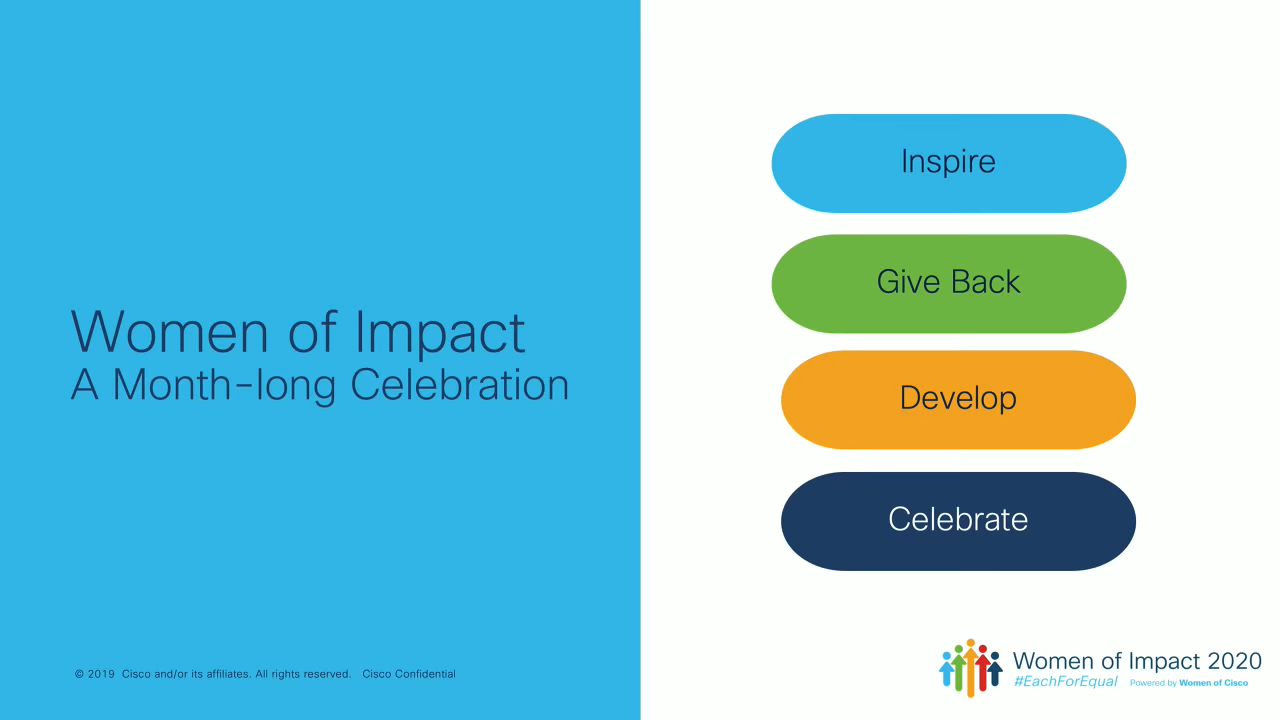 Women of Impact
A Month-long Celebration
Inspire
Give Back
Develop
Celebrate
© 2019 Cisco and/or its affiliates. All rights reserved. Cisco Confidential
Women of Impact 2020
#EachForEqual Powered by Women of Cisco